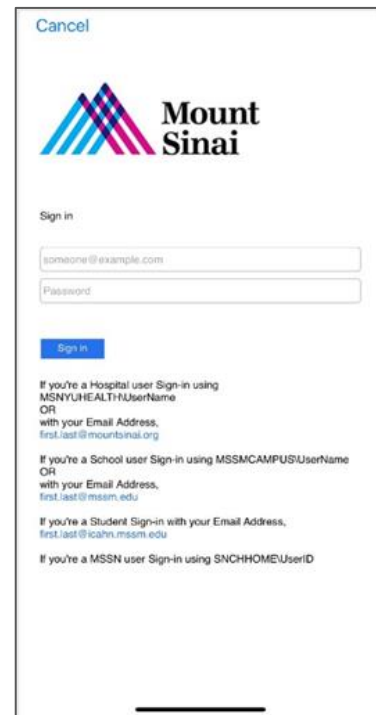 Cancel
Mount
Sinai
Sign in
someone@example.com
Password
Sign in
If you're a Hospital user Sign-in using
MSNYUHEALTH\UserName
OR
with your Email Address,
first.last@mountsinai.org
If you're a School user Sign-in using MSSMCAMPUS\UserName
OR
with your Email Address,
first.last@mssm.edu
If you're a Student Sign-in with your Email Address,
first.last@icahn.mssm.edu
If you're a MSSN user Sign-in using SNCHHOME\UserID